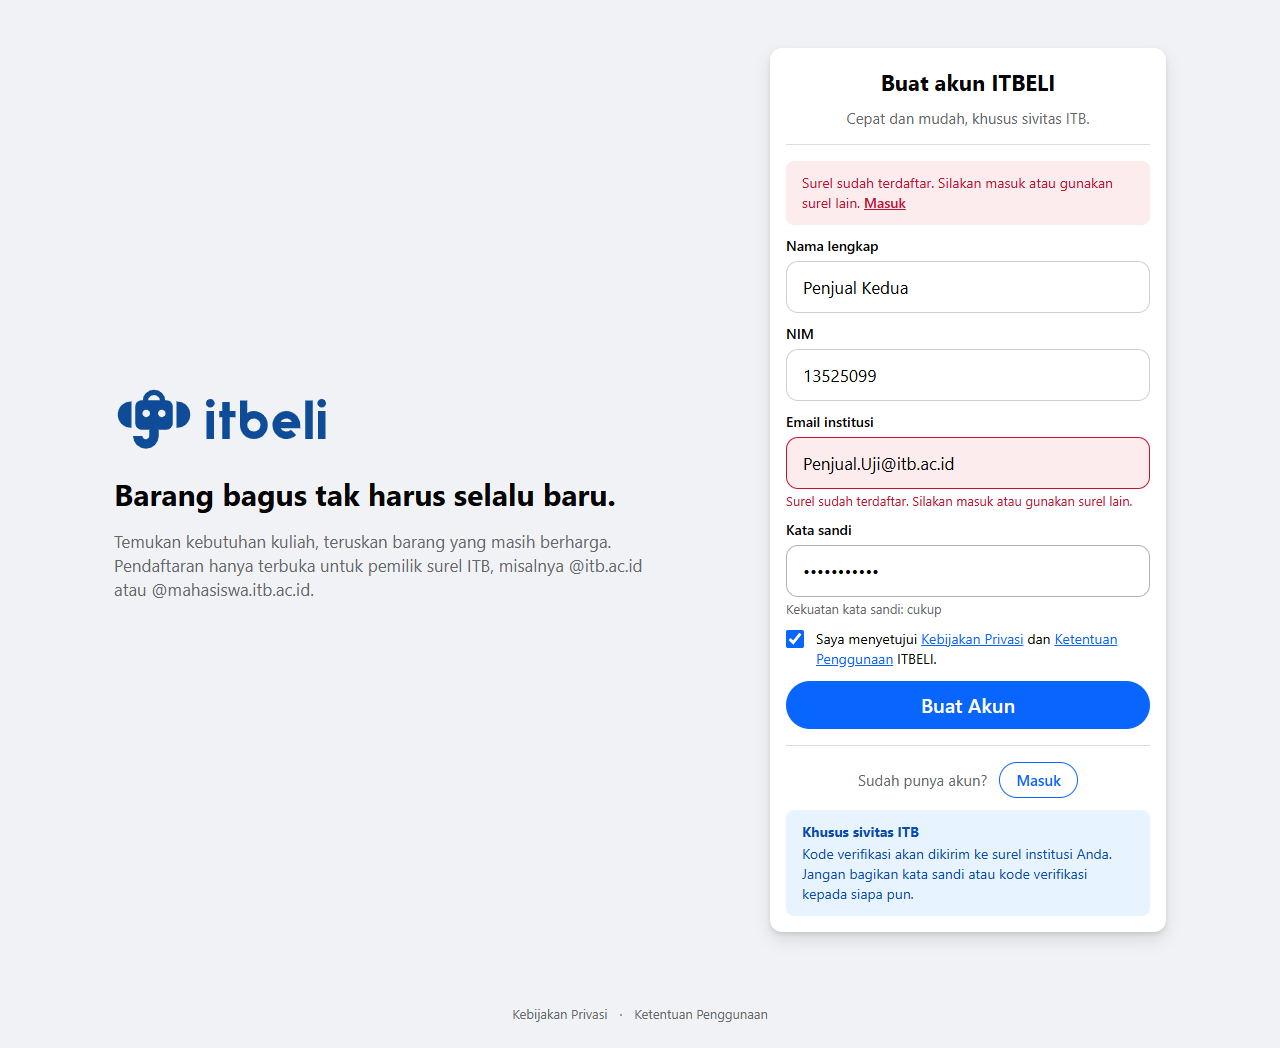 itbeli
Barang bagus tak harus selalu baru.
Temukan kebutuhan kuliah, teruskan barang yang masih berharga.
Pendaftaran hanya terbuka untuk pemilik surel ITB, misalnya @itb.ac.id
atau @mahasiswa.itb.ac.id.
Buat akun ITBELI
Cepat dan mudah, khusus sivitas ITB.
Surel sudah terdaftar. Silakan masuk atau gunakan
surel lain. Masuk
Nama lengkap
Penjual Kedua
NIM
13525099
Email institusi
Penjual.Uji@itb.ac.id
Surel sudah terdaftar. Silakan masuk atau gunakan surel lain.
Kata sandi
•••••••••••
Kekuatan kata sandi: cukup
Saya menyetujui Kebijakan Privasi dan Ketentuan
Penggunaan ITBELI.
Buat Akun
Sudah punya akun? Masuk
Khusus sivitas ITB
Kode verifikasi akan dikirim ke surel institusi Anda.
Jangan bagikan kata sandi atau kode verifikasi
kepada siapa pun.
Kebijakan Privasi · Ketentuan Penggunaan